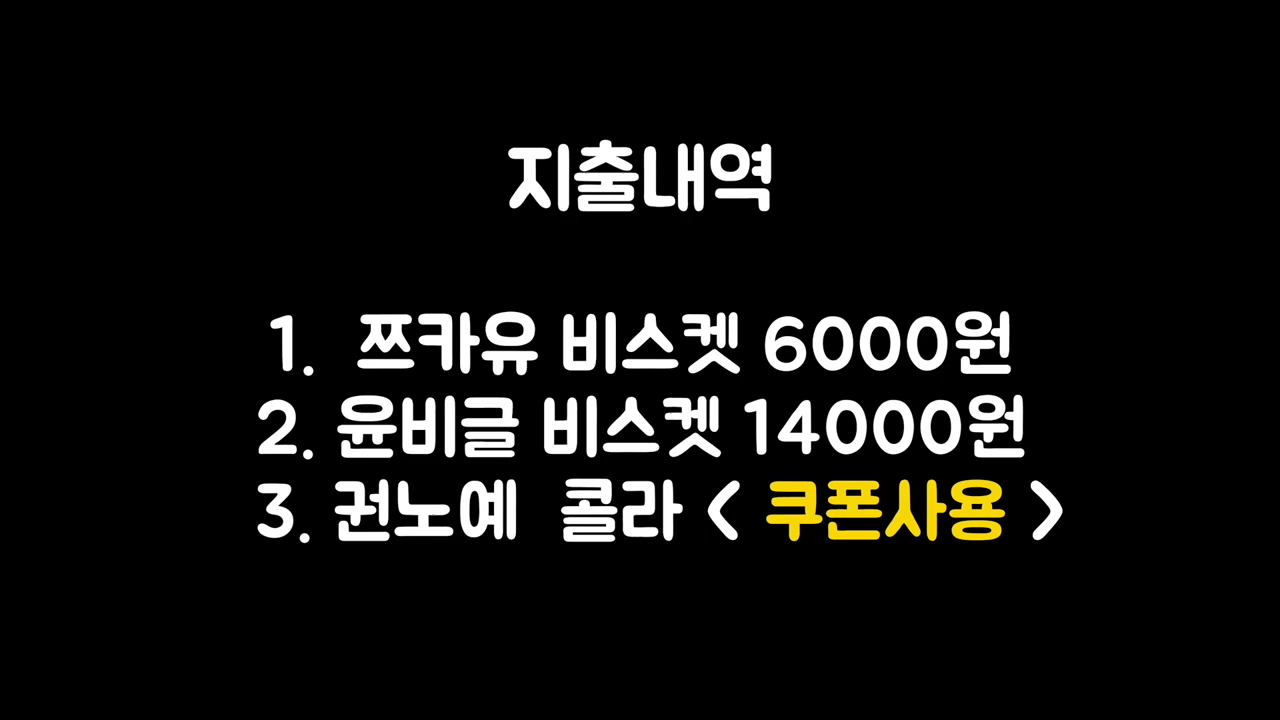 지출내역
1. 쯔카유 비스켓 6000원
2. 윤비글 비스켓 14000원
3. 권노예 콜라 < 쿠폰사용 >